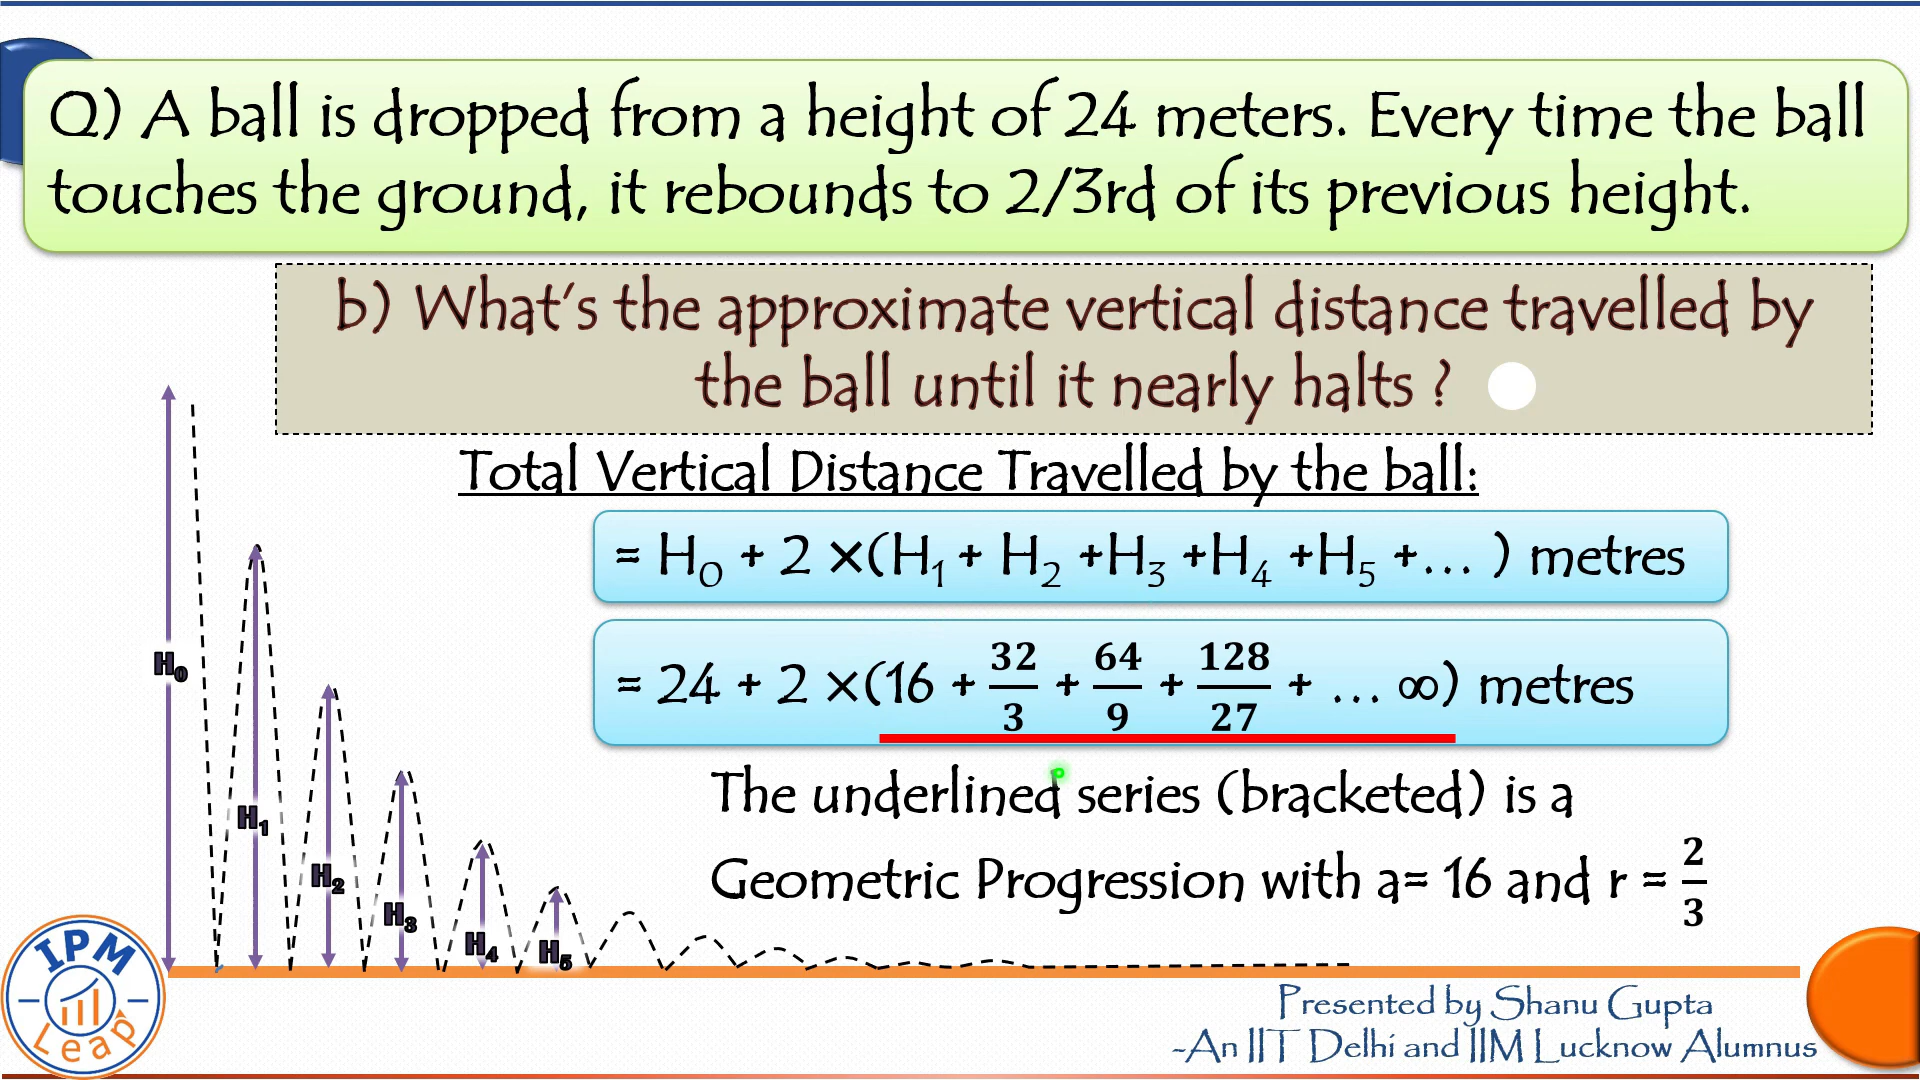 Q) A ball is dropped from a height of 24 meters. Every time the ball
touches the ground, it rebounds to 2/3rd of its previous height.
b) What's the approximate vertical distance travelled by
the ball until it nearly halts ?
Total Vertical Distance Travelled by the ball:
= H₀ + 2 ×(H₁ + H₂ +H₃ +H₄ +H₅ +... ) metres
= 24 + 2 ×(16 + 32/3 + 64/9 + 128/27 + ... ∞) metres
The underlined series (bracketed) is a
Geometric Progression with a= 16 and r = 2/3
H₀
H₁
H₂
H₃
H₄
H₅
IPM
Leap
Presented by Shanu Gupta
-An IIT Delhi and IIM Lucknow Alumnus